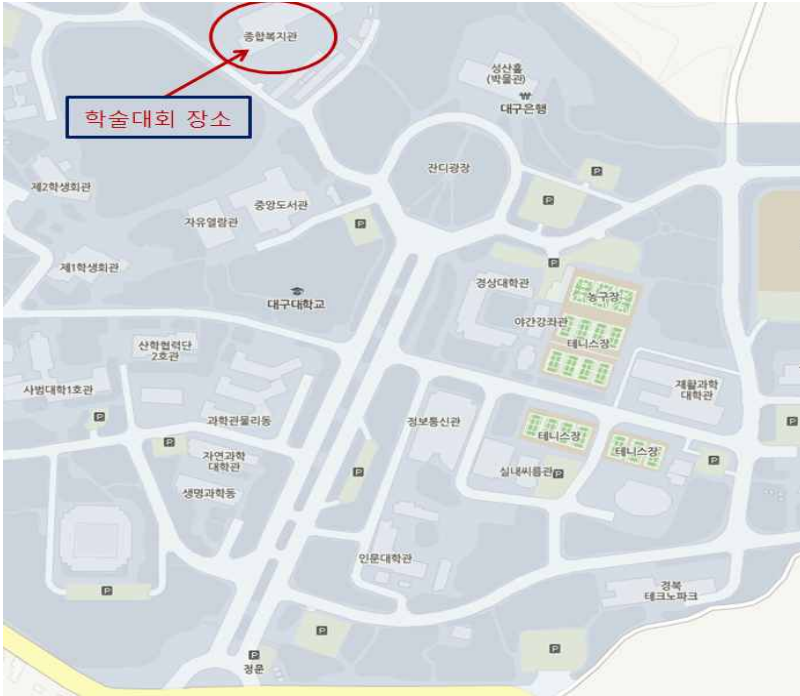 종합복지관
학술대회 장소
성산홀
(박물관)
₩
대구은행
잔디광장
P
제2학생회관
중앙도서관
자유열람관
P
P
제1학생회관
P
경상대학관
대구대학교
농구장
야간강좌관
테니스장
산학협력단
2호관
사범대학1호관
재활과학
대학관
P
과학관물리동
정보통신관
P
테니스장
테니스장
P
자연과학
대학관
P
실내씨름관
P
P
생명과학동
인문대학관
P
경북
테크노파크
P
P
P
정문